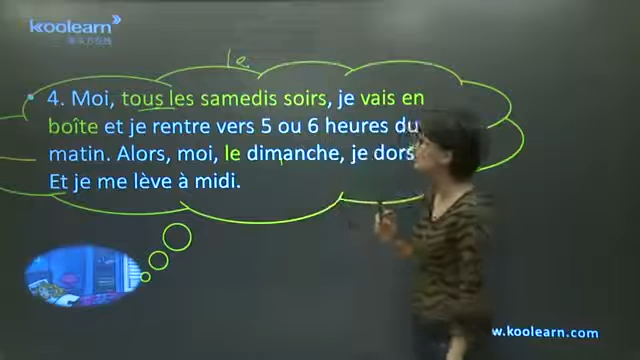 koolearn
新东方在线
le
• 4. Moi, tous les samedis soirs, je vais en
boîte et je rentre vers 5 ou 6 heures du
matin. Alors, moi, le dimanche, je dors
Et je me lève à midi.
w.koolearn.com